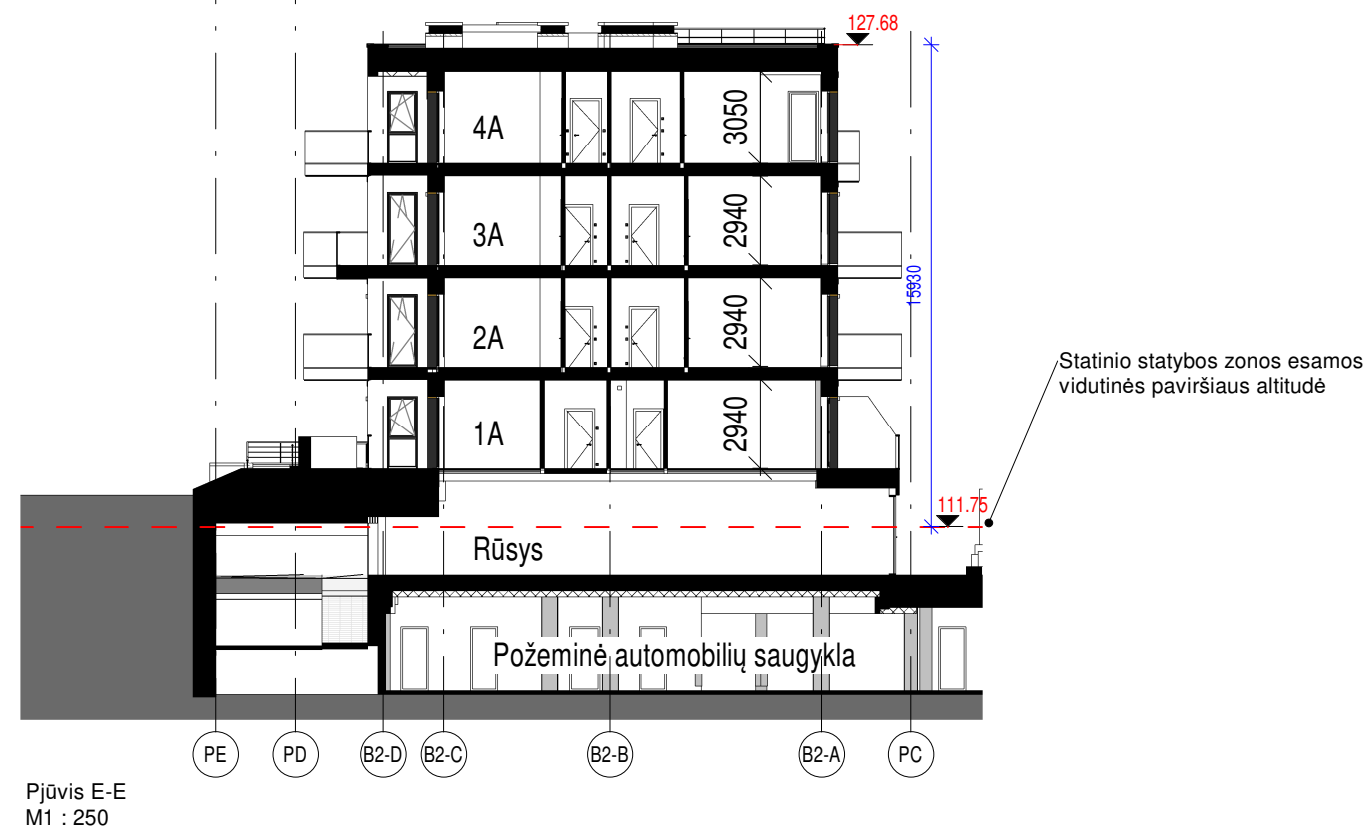 127.68
4A
3050
3A
2940
15930
2A
2940
Statinio statybos zonos esamos
vidutinės paviršiaus altitudė
1A
2940
111.75
Rūsys
Požeminė automobilių saugykla
PE
PD
B2-D
B2-C
B2-B
B2-A
PC
Pjūvis E-E
M1 : 250